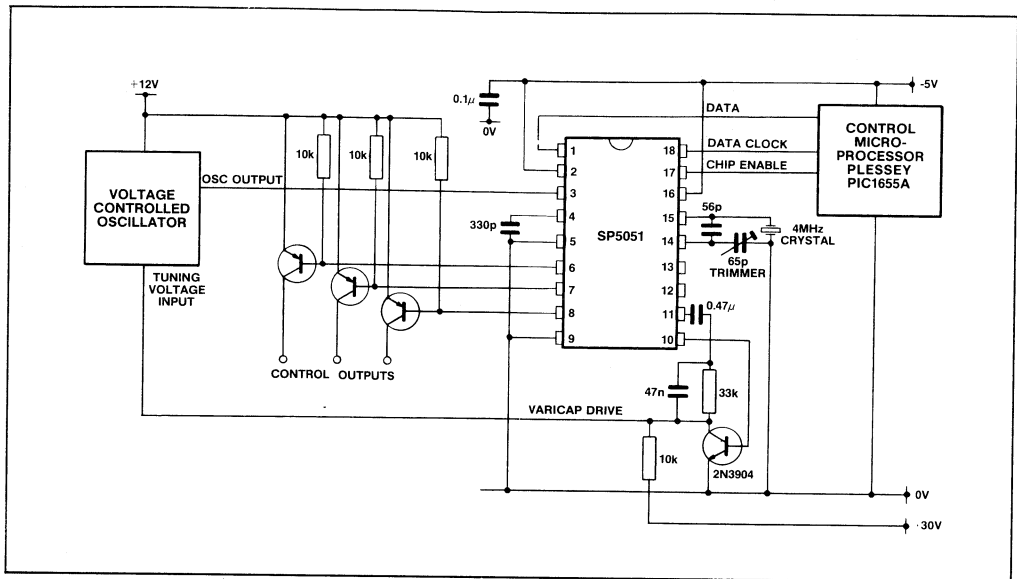 +12V
VOLTAGE
CONTROLLED
OSCILLATOR
OSC OUTPUT
TUNING
VOLTAGE
INPUT
10k
10k
10k
CONTROL OUTPUTS
0.1μ
0V
330p
SP5051
1
2
3
4
5
6
7
8
9
18
17
16
15
14
13
12
11
10
DATA
DATA CLOCK
CHIP ENABLE
-5V
CONTROL
MICRO-
PROCESSOR
PLESSEY
PIC1655A
56p
4MHz
CRYSTAL
65p
TRIMMER
0.47μ
47n
33k
VARICAP DRIVE
10k
2N3904
0V
30V